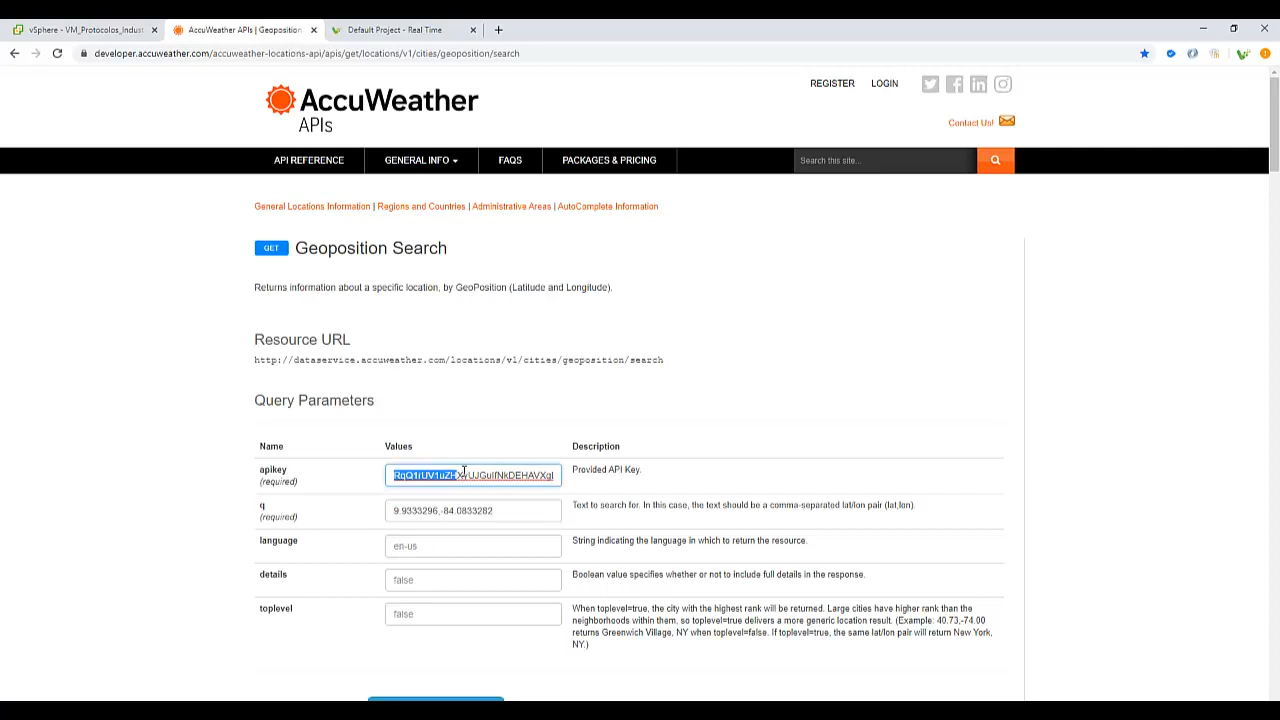 vSphere - VM_Protocolos_Indus
AccuWeather APIs | Geoposition
Default Project - Real Time
developer.accuweather.com/accuweather-locations-api/apis/get/locations/v1/cities/geoposition/search
REGISTER LOGIN
AccuWeather
APIs
Contact Us!
API REFERENCE GENERAL INFO FAQS PACKAGES & PRICING Search this site...
General Locations Information | Regions and Countries | Administrative Areas | AutoComplete Information
GET Geoposition Search
Returns information about a specific location, by GeoPosition (Latitude and Longitude).
Resource URL
http://dataservice.accuweather.com/locations/v1/cities/geoposition/search
Query Parameters
Name Values Description
apikey Provided API Key.
(required)
q 9.9333296,-84.0833282 Text to search for. In this case, the text should be a comma-separated lat/lon pair (lat,lon).
(required)
language en-us String indicating the language in which to return the resource.
details false Boolean value specifies whether or not to include full details in the response.
toplevel false When toplevel=true, the city with the highest rank will be returned. Large cities have higher rank than the
neighborhoods within them, so toplevel=true delivers a more generic location result. (Example: 40.73,-74.00
returns Greenwich Village, NY when toplevel=false. If toplevel=true, the same lat/lon pair will return New York,
NY.)